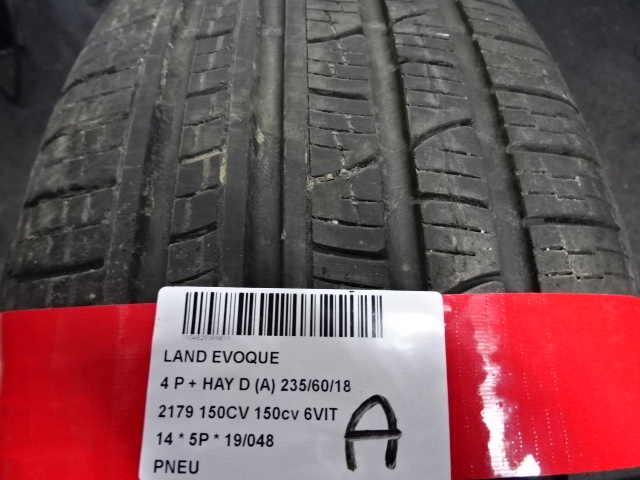 LAND EVOQUE
4 P + HAY D (A) 235/60/18
2179 150CV 150cv 6VIT
14 * 5P * 19/048
PNEU
A